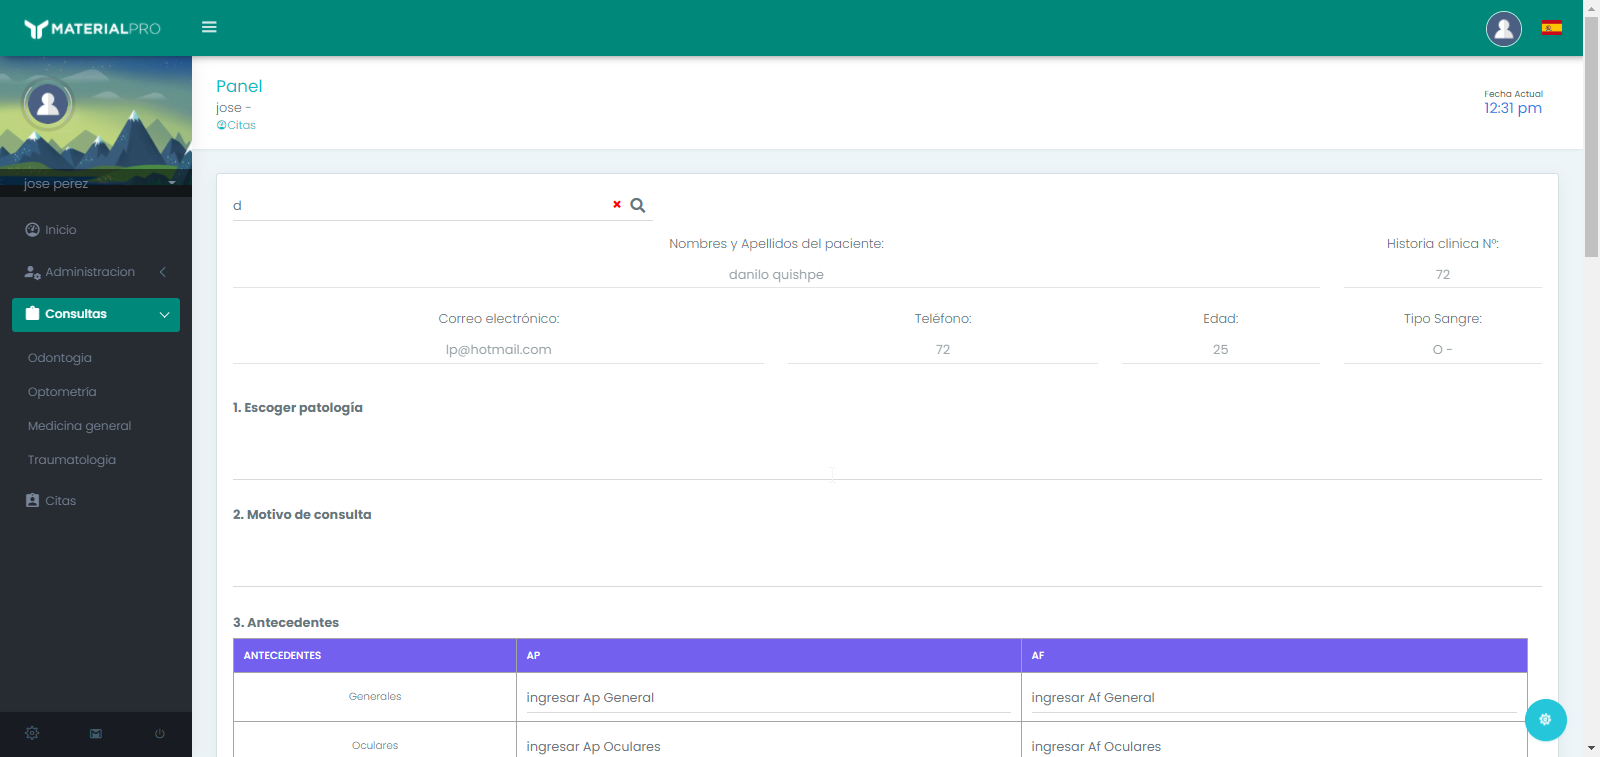 MATERIALPRO
Panel
jose -
Citas
Fecha Actual
12:31 pm
jose perez
Inicio
Administracion
Consultas
Odontogia
Optometría
Medicina general
Traumatologia
Citas
d
Nombres y Apellidos del paciente:
Historia clinica Nº:
danilo quishpe
72
Correo electrónico:
Teléfono:
Edad:
Tipo Sangre:
lp@hotmail.com
72
25
O -
1. Escoger patología
2. Motivo de consulta
3. Antecedentes
ANTECEDENTES
AP
AF
Generales
ingresar Ap General
ingresar Af General
Oculares
ingresar Ap Oculares
ingresar Af Oculares